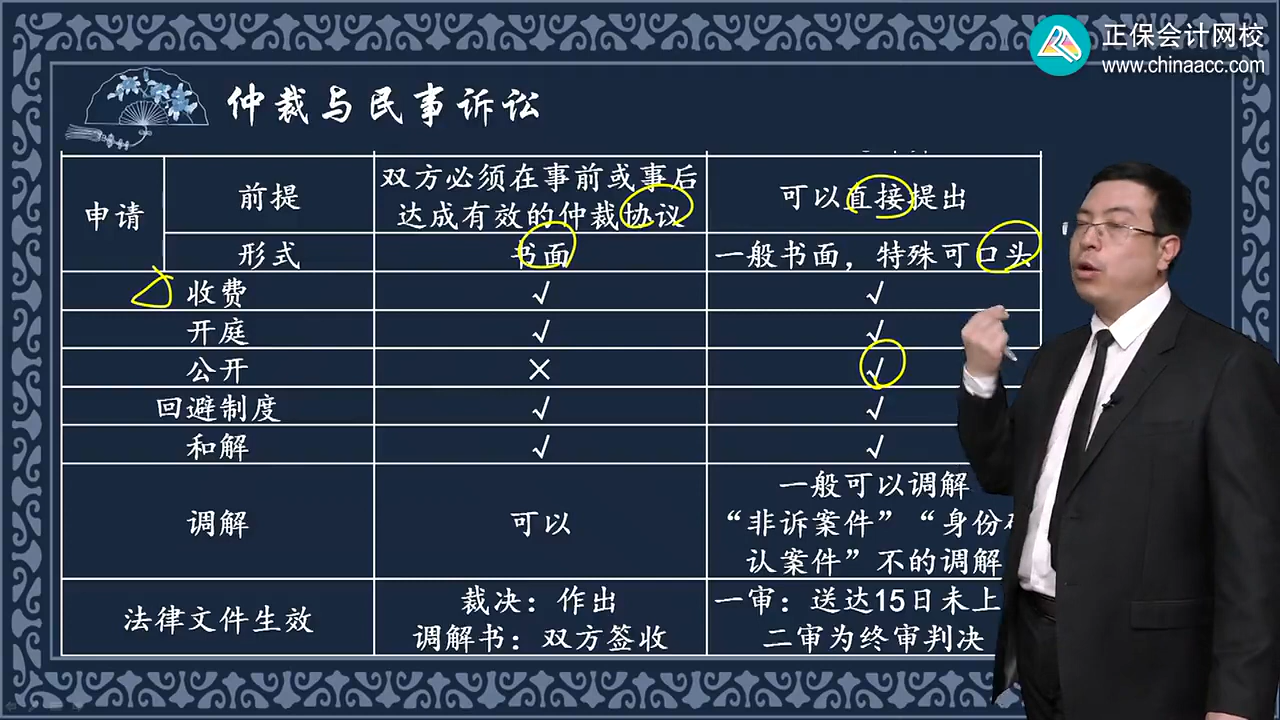 正保会计网校
www.chinaacc.com
仲裁与民事诉讼
申请
前提
双方必须在事前或事后
达成有效的仲裁协议
可以直接提出
形式
书面
一般书面，特殊可口头
收费
√
√
开庭
√
√
公开
×
√
回避制度
√
√
和解
√
√
调解
可以
一般可以调解
“非诉案件”“身份
认案件”不的调解
法律文件生效
裁决：作出
调解书：双方签收
一审：送达15日未上
二审为终审判决